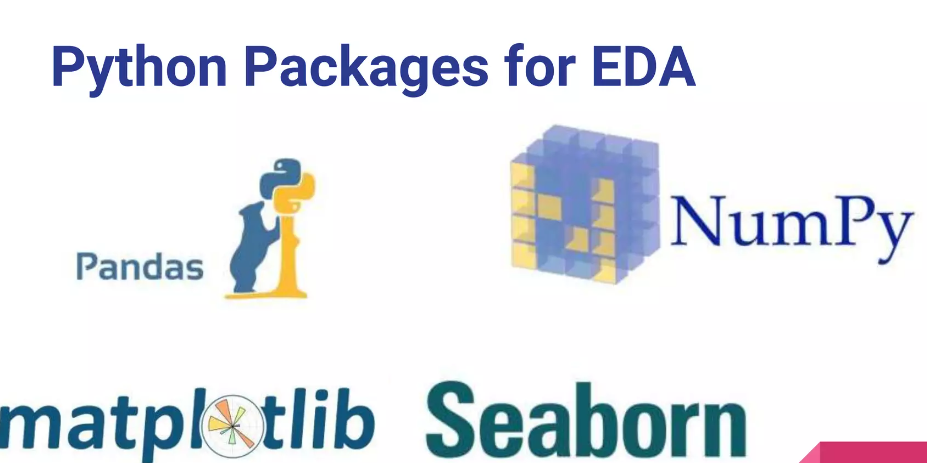 Python Packages for EDA
Pandas
NumPy
matplotlib
Seaborn